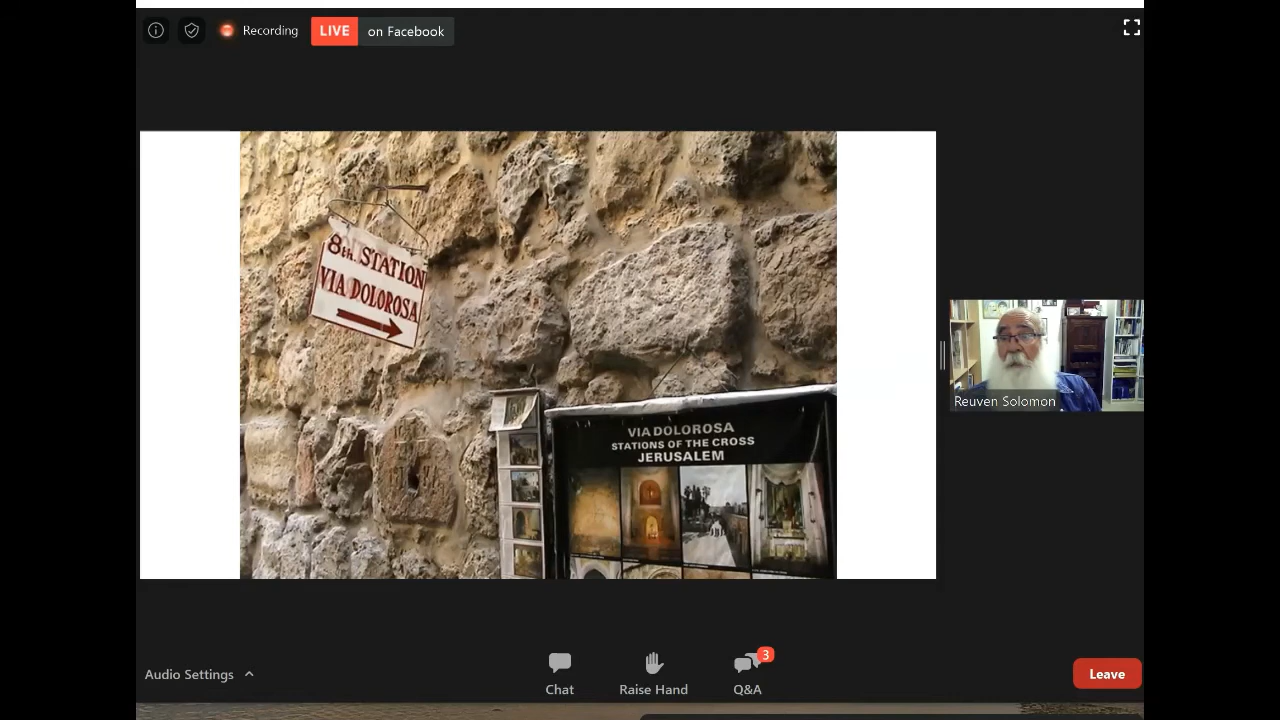 Recording
LIVE on Facebook
8th STATION
VIA DOLOROSA
VIA DOLOROSA
STATIONS OF THE CROSS
JERUSALEM
Reuven Solomon
Audio Settings
Chat
Raise Hand
3
Q&A
Leave